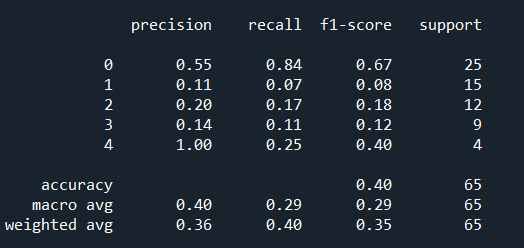 precision recall f1-score support
0 0.55 0.84 0.67 25
1 0.11 0.07 0.08 15
2 0.20 0.17 0.18 12
3 0.14 0.11 0.12 9
4 1.00 0.25 0.40 4
accuracy 0.40 65
macro avg 0.40 0.29 0.29 65
weighted avg 0.36 0.40 0.35 65